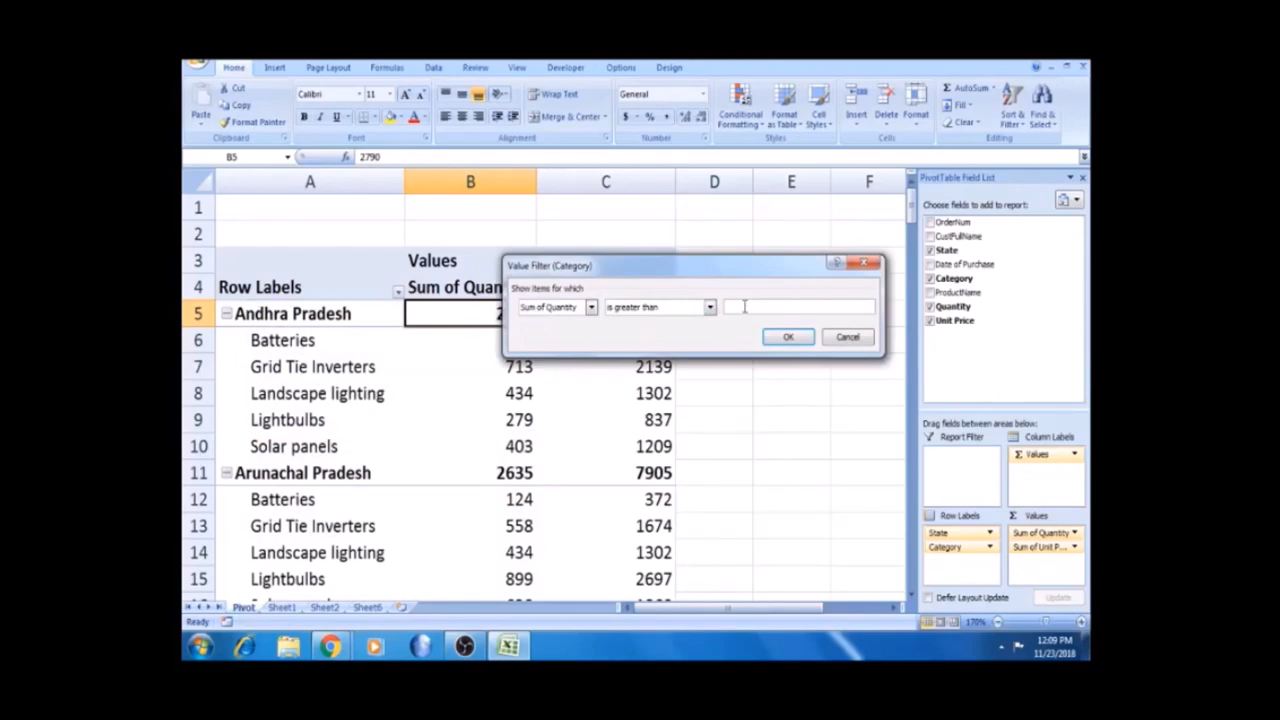 Home Insert Page Layout Formulas Data Review View Developer Options Design
Paste Cut Copy Format Painter
Calibri 11 A A B I U A
Wrap Text Merge & Center
General $ % ,
Conditional Formatting Format as Table Cell Styles
Insert Delete Format
Σ AutoSum Fill Clear Sort & Filter Find & Select
Clipboard Font Alignment Number Styles Cells Editing
B5 fx 2790
A B C D E F
1
2
3 Values
4 Row Labels Sum of Quan
5 Andhra Pradesh 2
6 Batteries
7 Grid Tie Inverters 713 2139
8 Landscape lighting 434 1302
9 Lightbulbs 279 837
10 Solar panels 403 1209
11 Arunachal Pradesh 2635 7905
12 Batteries 124 372
13 Grid Tie Inverters 558 1674
14 Landscape lighting 434 1302
15 Lightbulbs 899 2697
Value Filter (Category)
Show items for which
Sum of Quantity is greater than
OK Cancel
PivotTable Field List
Choose fields to add to report:
OrderNum
CustFullName
State
Date of Purchase
Category
ProductName
Quantity
Unit Price
Drag fields between areas below:
Report Filter Column Labels
Σ Values
Row Labels Σ Values
State Sum of Quantity
Category Sum of Unit P...
Defer Layout Update Update
Pivot Sheet1 Sheet2 Sheet6
Ready 170%
12:09 PM
11/23/2018